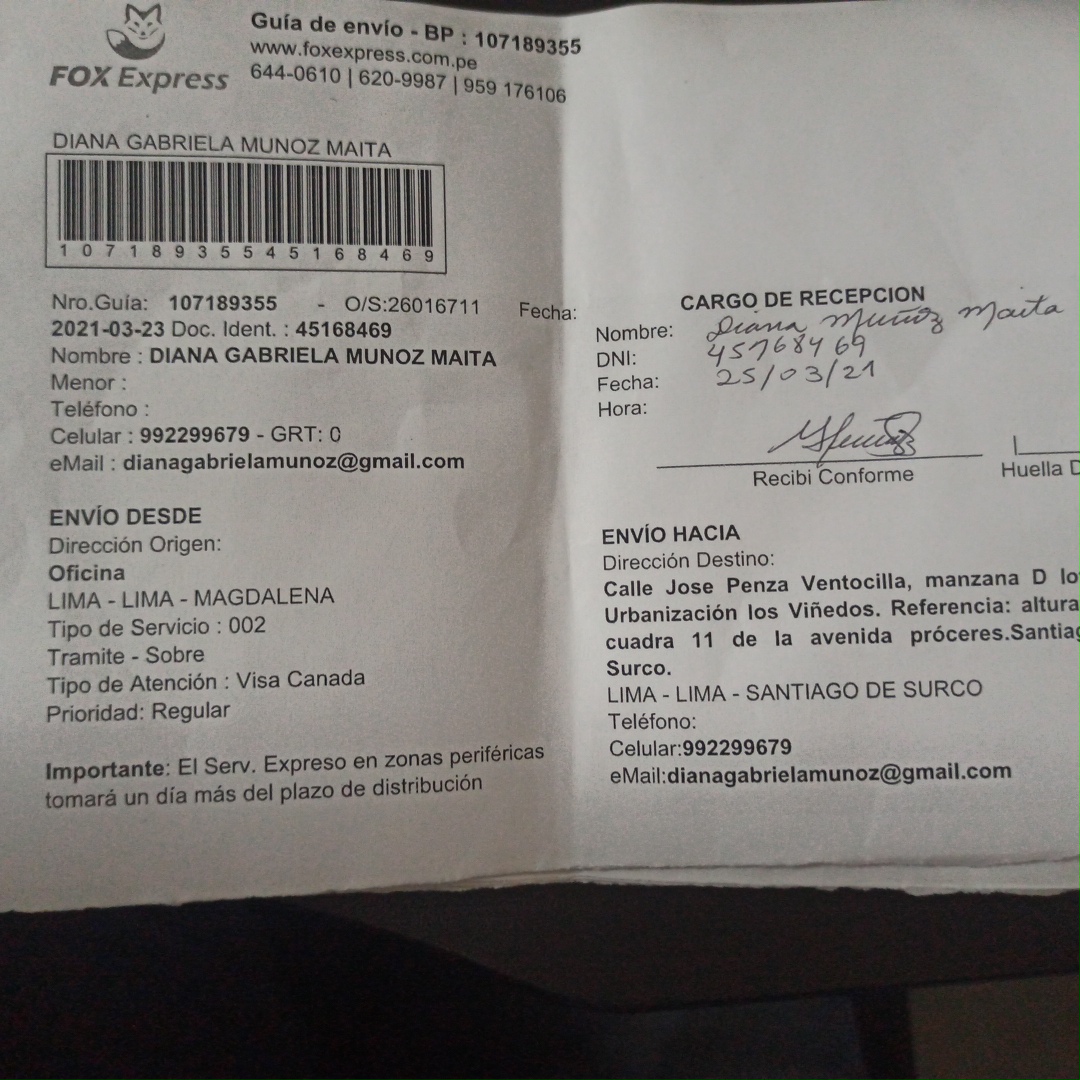 FOX Express
Guía de envío - BP : 107189355
www.foxexpress.com.pe
644-0610 | 620-9987 | 959 176106
DIANA GABRIELA MUNOZ MAITA
10718935545168469
Nro.Guía: 107189355 - O/S:26016711 Fecha:
2021-03-23 Doc. Ident. : 45168469
Nombre : DIANA GABRIELA MUNOZ MAITA
Menor :
Teléfono :
Celular : 992299679 - GRT: 0
eMail : dianagabrielamunoz@gmail.com
ENVÍO DESDE
Dirección Origen:
Oficina
LIMA - LIMA - MAGDALENA
Tipo de Servicio : 002
Tramite - Sobre
Tipo de Atención : Visa Canada
Prioridad: Regular
Importante: El Serv. Expreso en zonas periféricas
tomará un día más del plazo de distribución
CARGO DE RECEPCION
Nombre: Diana Muñoz Maita
DNI: 45168469
Fecha: 25/03/21
Hora:
Recibi Conforme
Huella D
ENVÍO HACIA
Dirección Destino:
Calle Jose Penza Ventocilla, manzana D lo
Urbanización los Viñedos. Referencia: altura
cuadra 11 de la avenida próceres.Santiag
Surco.
LIMA - LIMA - SANTIAGO DE SURCO
Teléfono:
Celular:992299679
eMail:dianagabrielamunoz@gmail.com